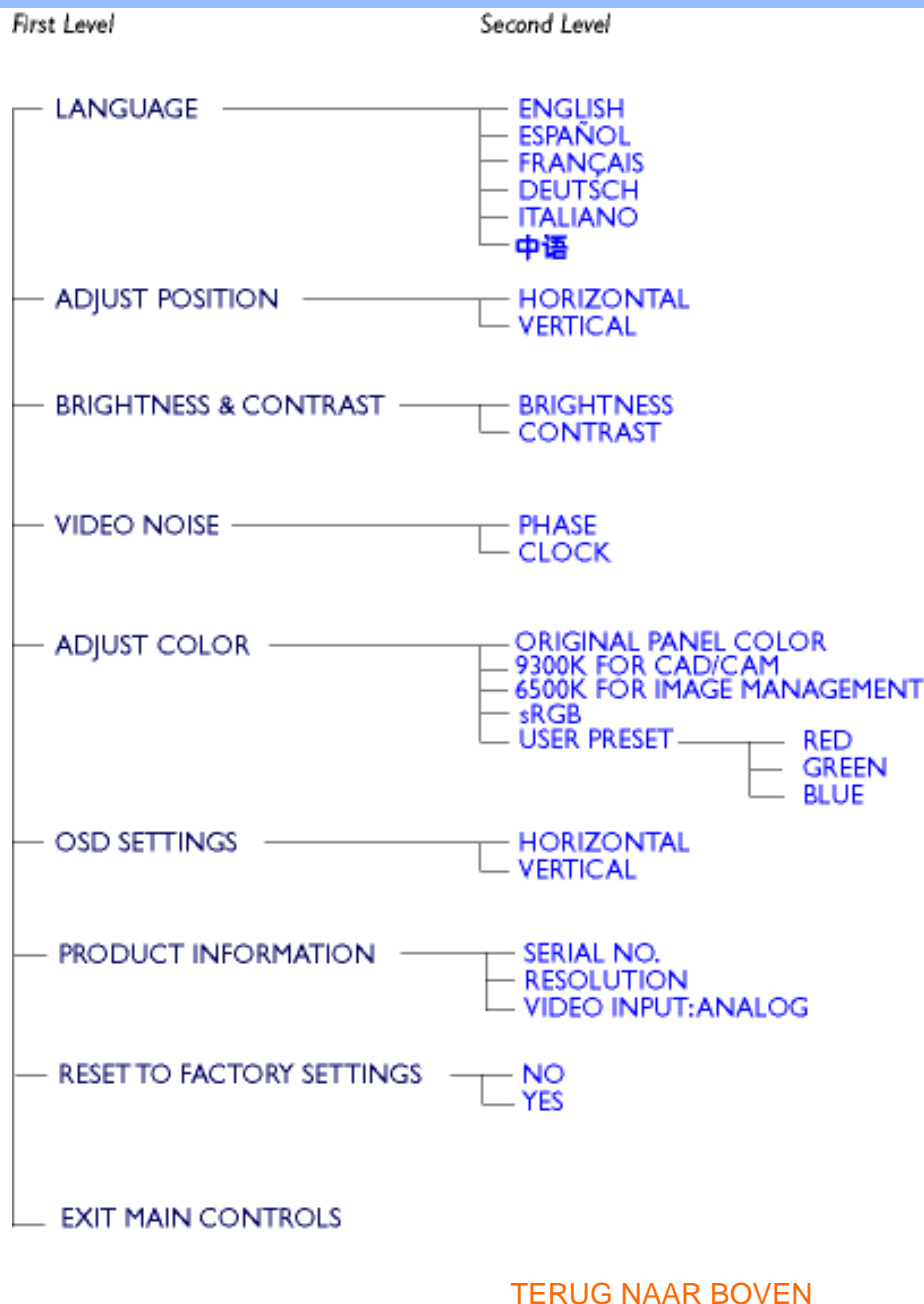 First Level Second Level
LANGUAGE ENGLISH
ESPAÑOL
FRANÇAIS
DEUTSCH
ITALIANO
中语
ADJUST POSITION HORIZONTAL
VERTICAL
BRIGHTNESS & CONTRAST BRIGHTNESS
CONTRAST
VIDEO NOISE PHASE
CLOCK
ADJUST COLOR ORIGINAL PANEL COLOR
9300K FOR CAD/CAM
6500K FOR IMAGE MANAGEMENT
sRGB
USER PRESET RED
GREEN
BLUE
OSD SETTINGS HORIZONTAL
VERTICAL
PRODUCT INFORMATION SERIAL NO.
RESOLUTION
VIDEO INPUT:ANALOG
RESET TO FACTORY SETTINGS NO
YES
EXIT MAIN CONTROLS
TERUG NAAR BOVEN